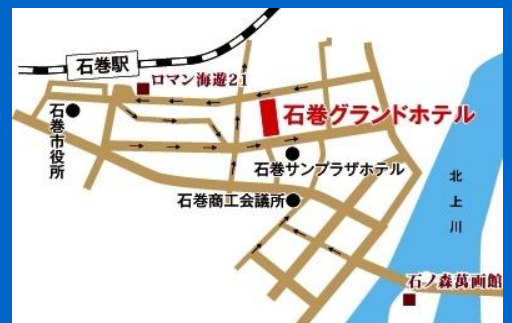 石巻駅
ロマン海遊21
石巻グランドホテル
石巻市役所
石巻サンプラザホテル
石巻商工会議所
北上川
石ノ森萬画館